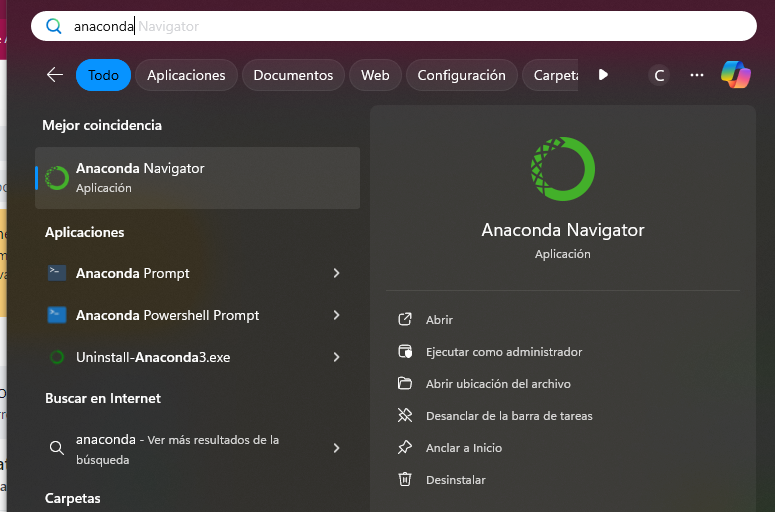 anaconda Navigator
Todo Aplicaciones Documentos Web Configuración Carpeta C
Mejor coincidencia
Anaconda Navigator
Aplicación
Aplicaciones
Anaconda Prompt
Anaconda Powershell Prompt
Uninstall-Anaconda3.exe
Buscar en Internet
anaconda - Ver más resultados de la
búsqueda
Carpetas
Anaconda Navigator
Aplicación
Abrir
Ejecutar como administrador
Abrir ubicación del archivo
Desanclar de la barra de tareas
Anclar a Inicio
Desinstalar